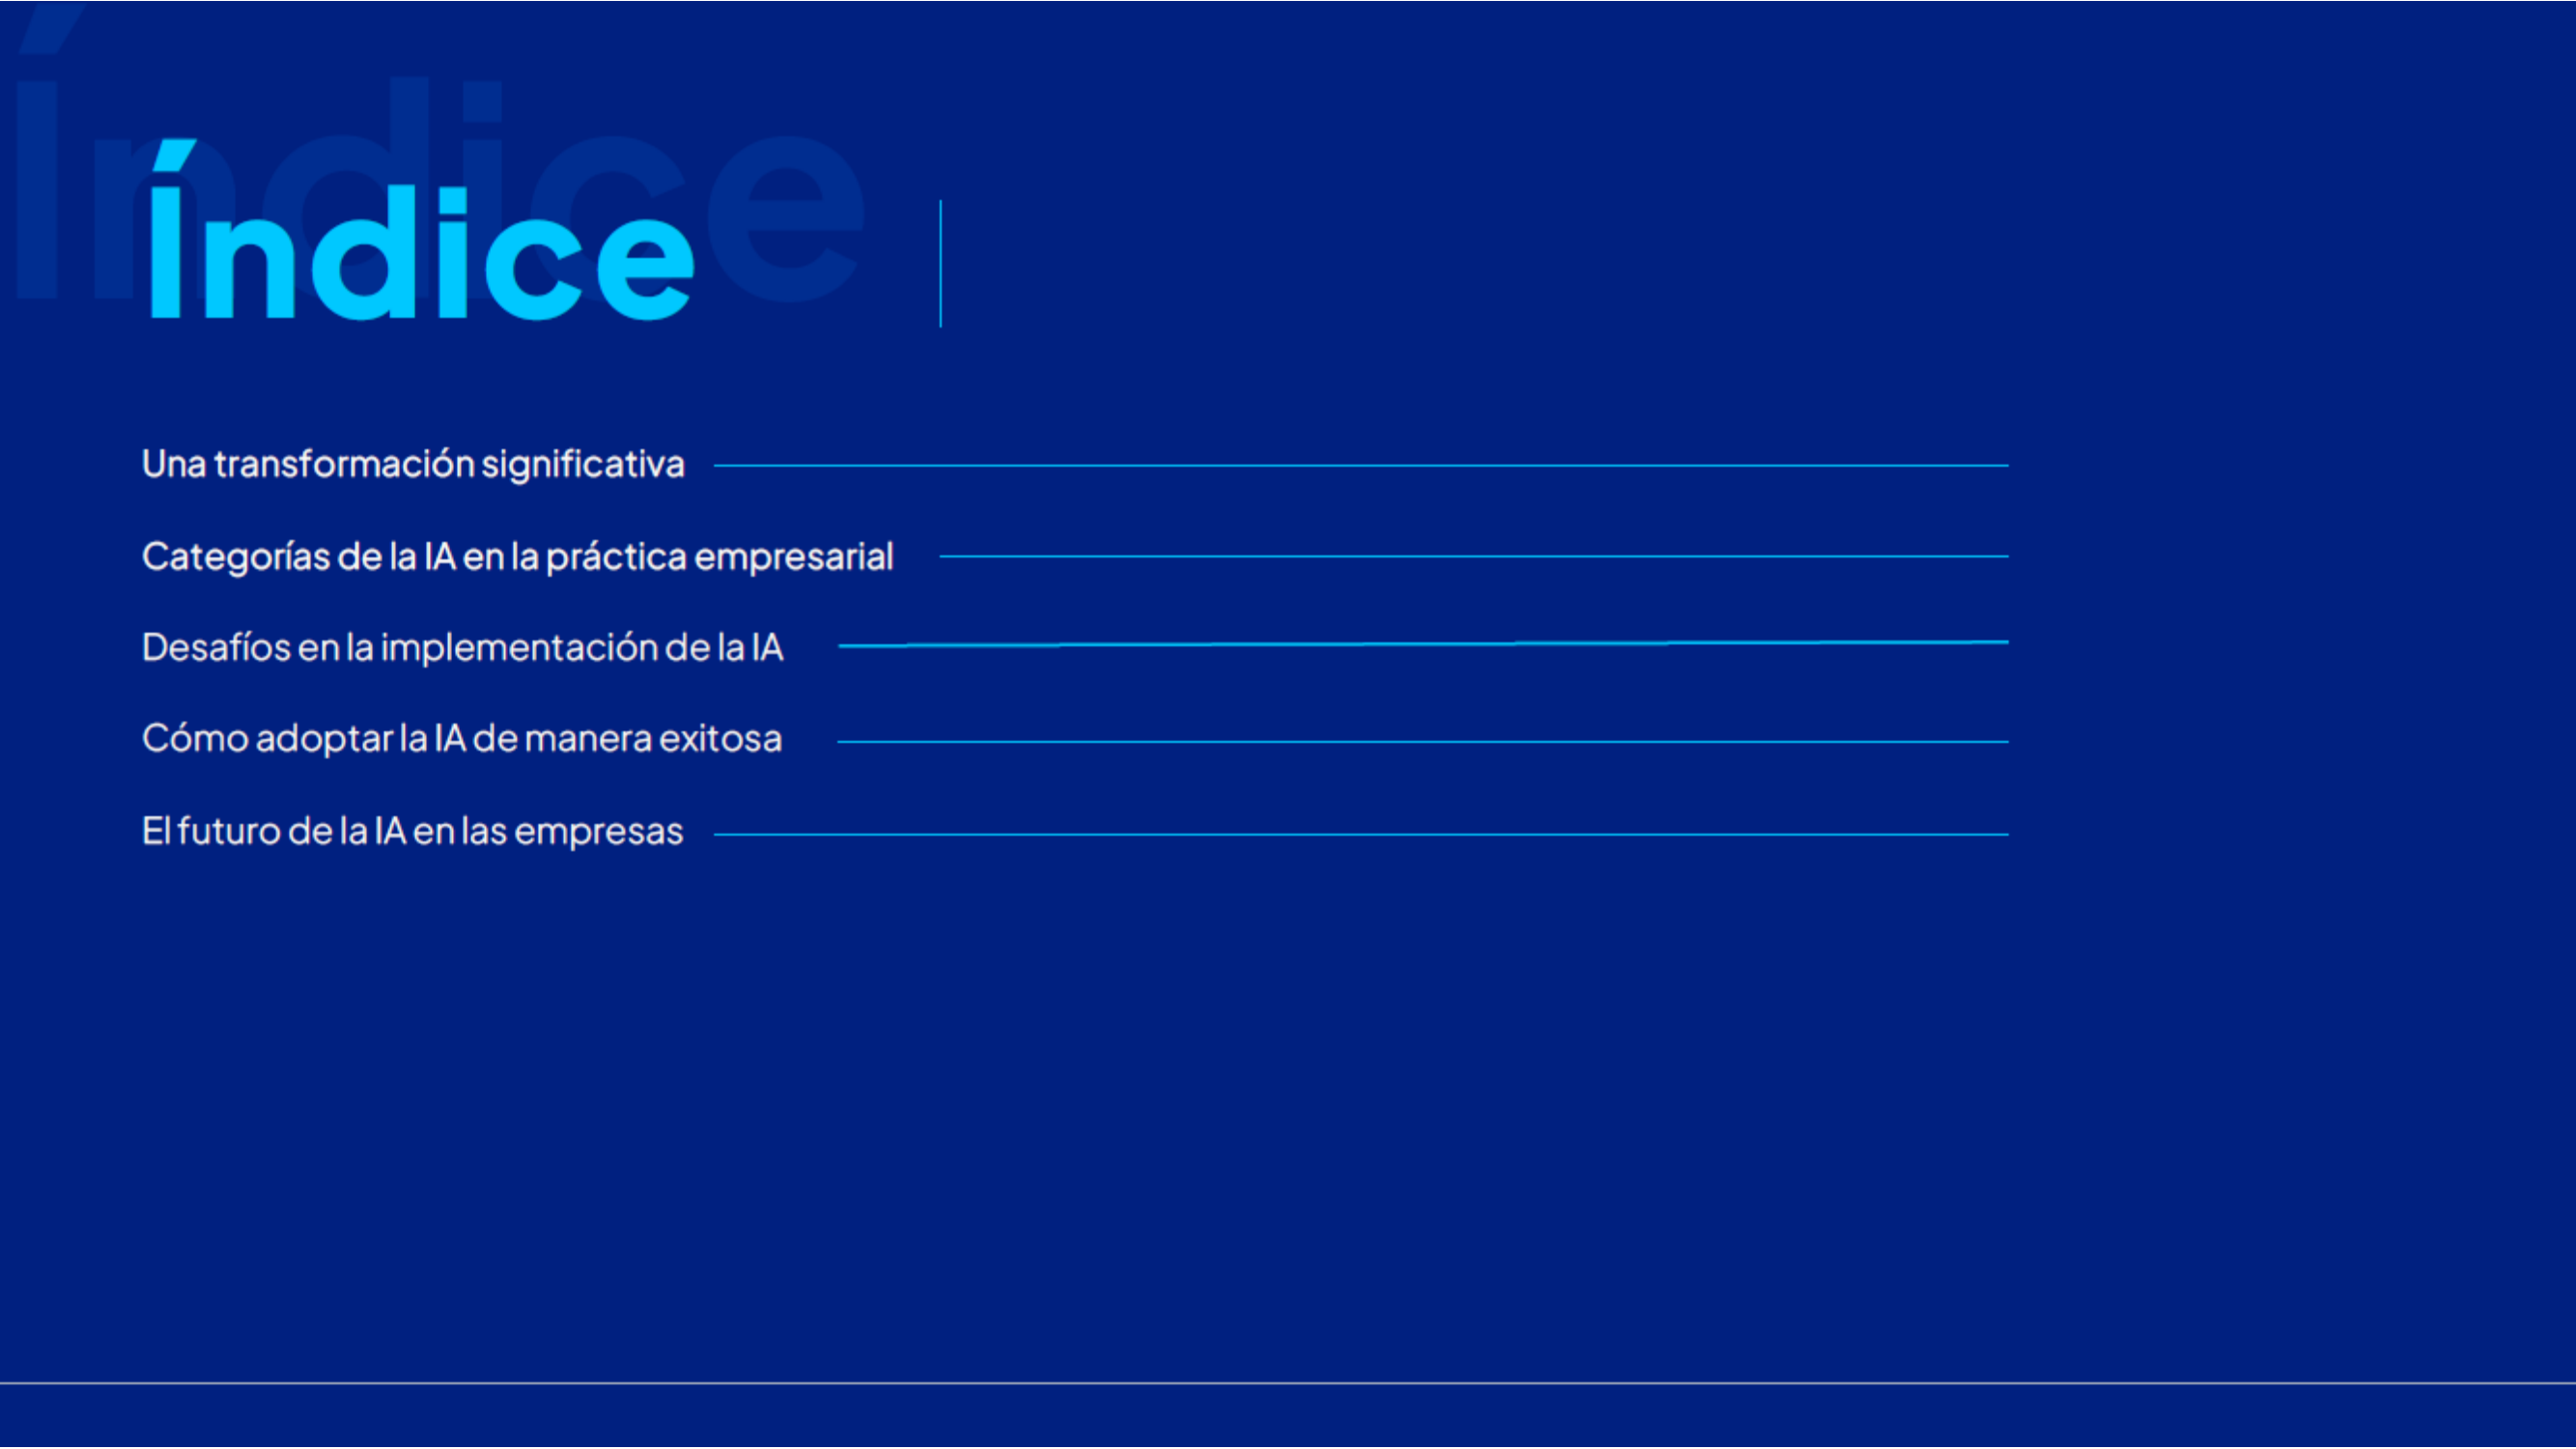 Índice
Índice
Una transformación significativa
Categorías de la IA en la práctica empresarial
Desafíos en la implementación de la IA
Cómo adoptar la IA de manera exitosa
El futuro de la IA en las empresas